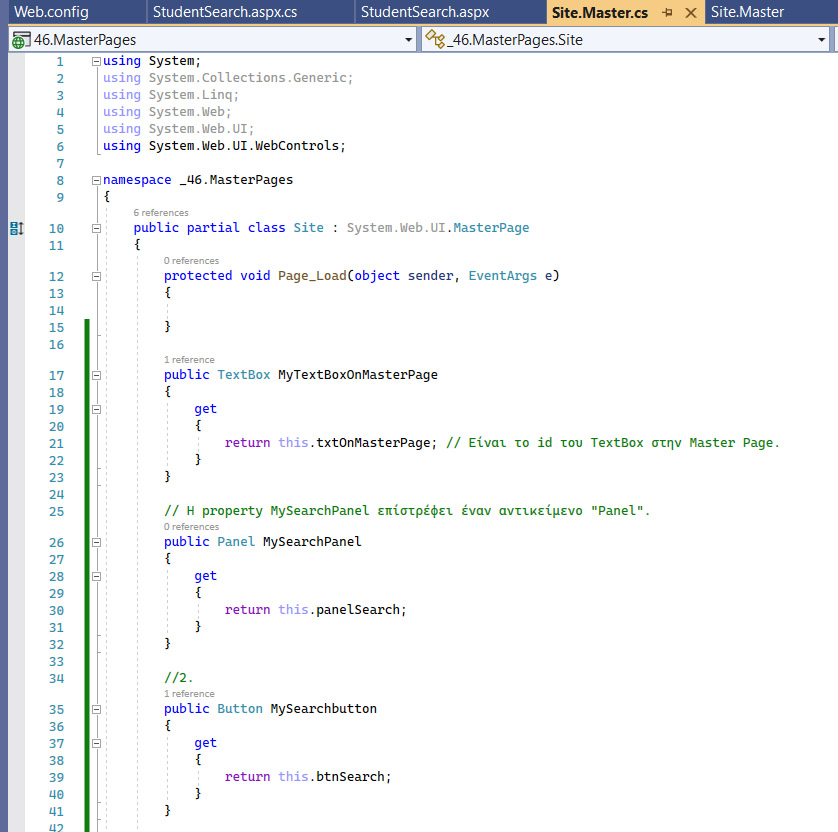 Web.config StudentSearch.aspx.cs StudentSearch.aspx Site.Master.cs Site.Master
46.MasterPages _46.MasterPages.Site
1 using System;
2 using System.Collections.Generic;
3 using System.Linq;
4 using System.Web;
5 using System.Web.UI;
6 using System.Web.UI.WebControls;
7
8 namespace _46.MasterPages
9 {
6 references
10 public partial class Site : System.Web.UI.MasterPage
11 {
0 references
12 protected void Page_Load(object sender, EventArgs e)
13 {
14
15 }
16
1 reference
17 public TextBox MyTextBoxOnMasterPage
18 {
19 get
20 {
21 return this.txtOnMasterPage; // Είναι το id του TextBox στην Master Page.
22 }
23 }
24
25 // Η property MySearchPanel επίστρέφει έναν αντικείμενο "Panel".
0 references
26 public Panel MySearchPanel
27 {
28 get
29 {
30 return this.panelSearch;
31 }
32 }
33
34 //2.
1 reference
35 public Button MySearchbutton
36 {
37 get
38 {
39 return this.btnSearch;
40 }
41 }
42